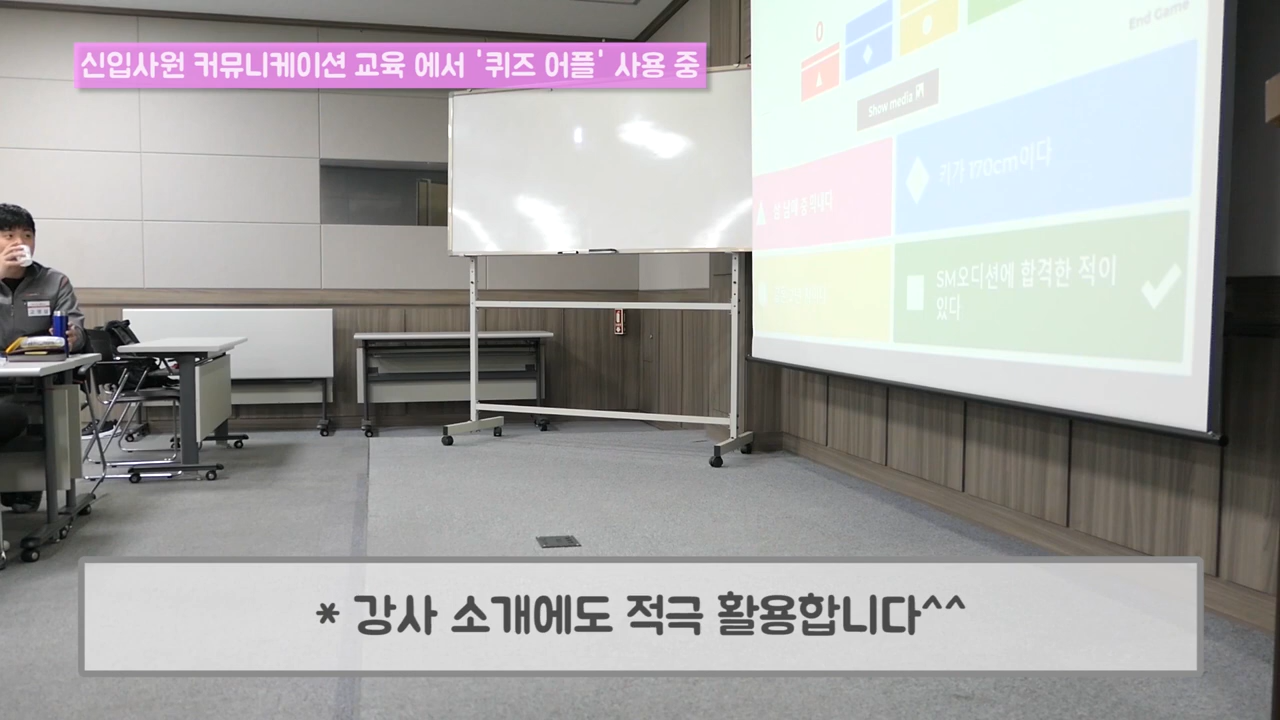 신입사원 커뮤니케이션 교육 에서 '퀴즈 어플' 사용 중
End Game
0
Show media
키가 170cm이다
SM오디션에 합격한 적이
있다
* 강사 소개에도 적극 활용합니다^^